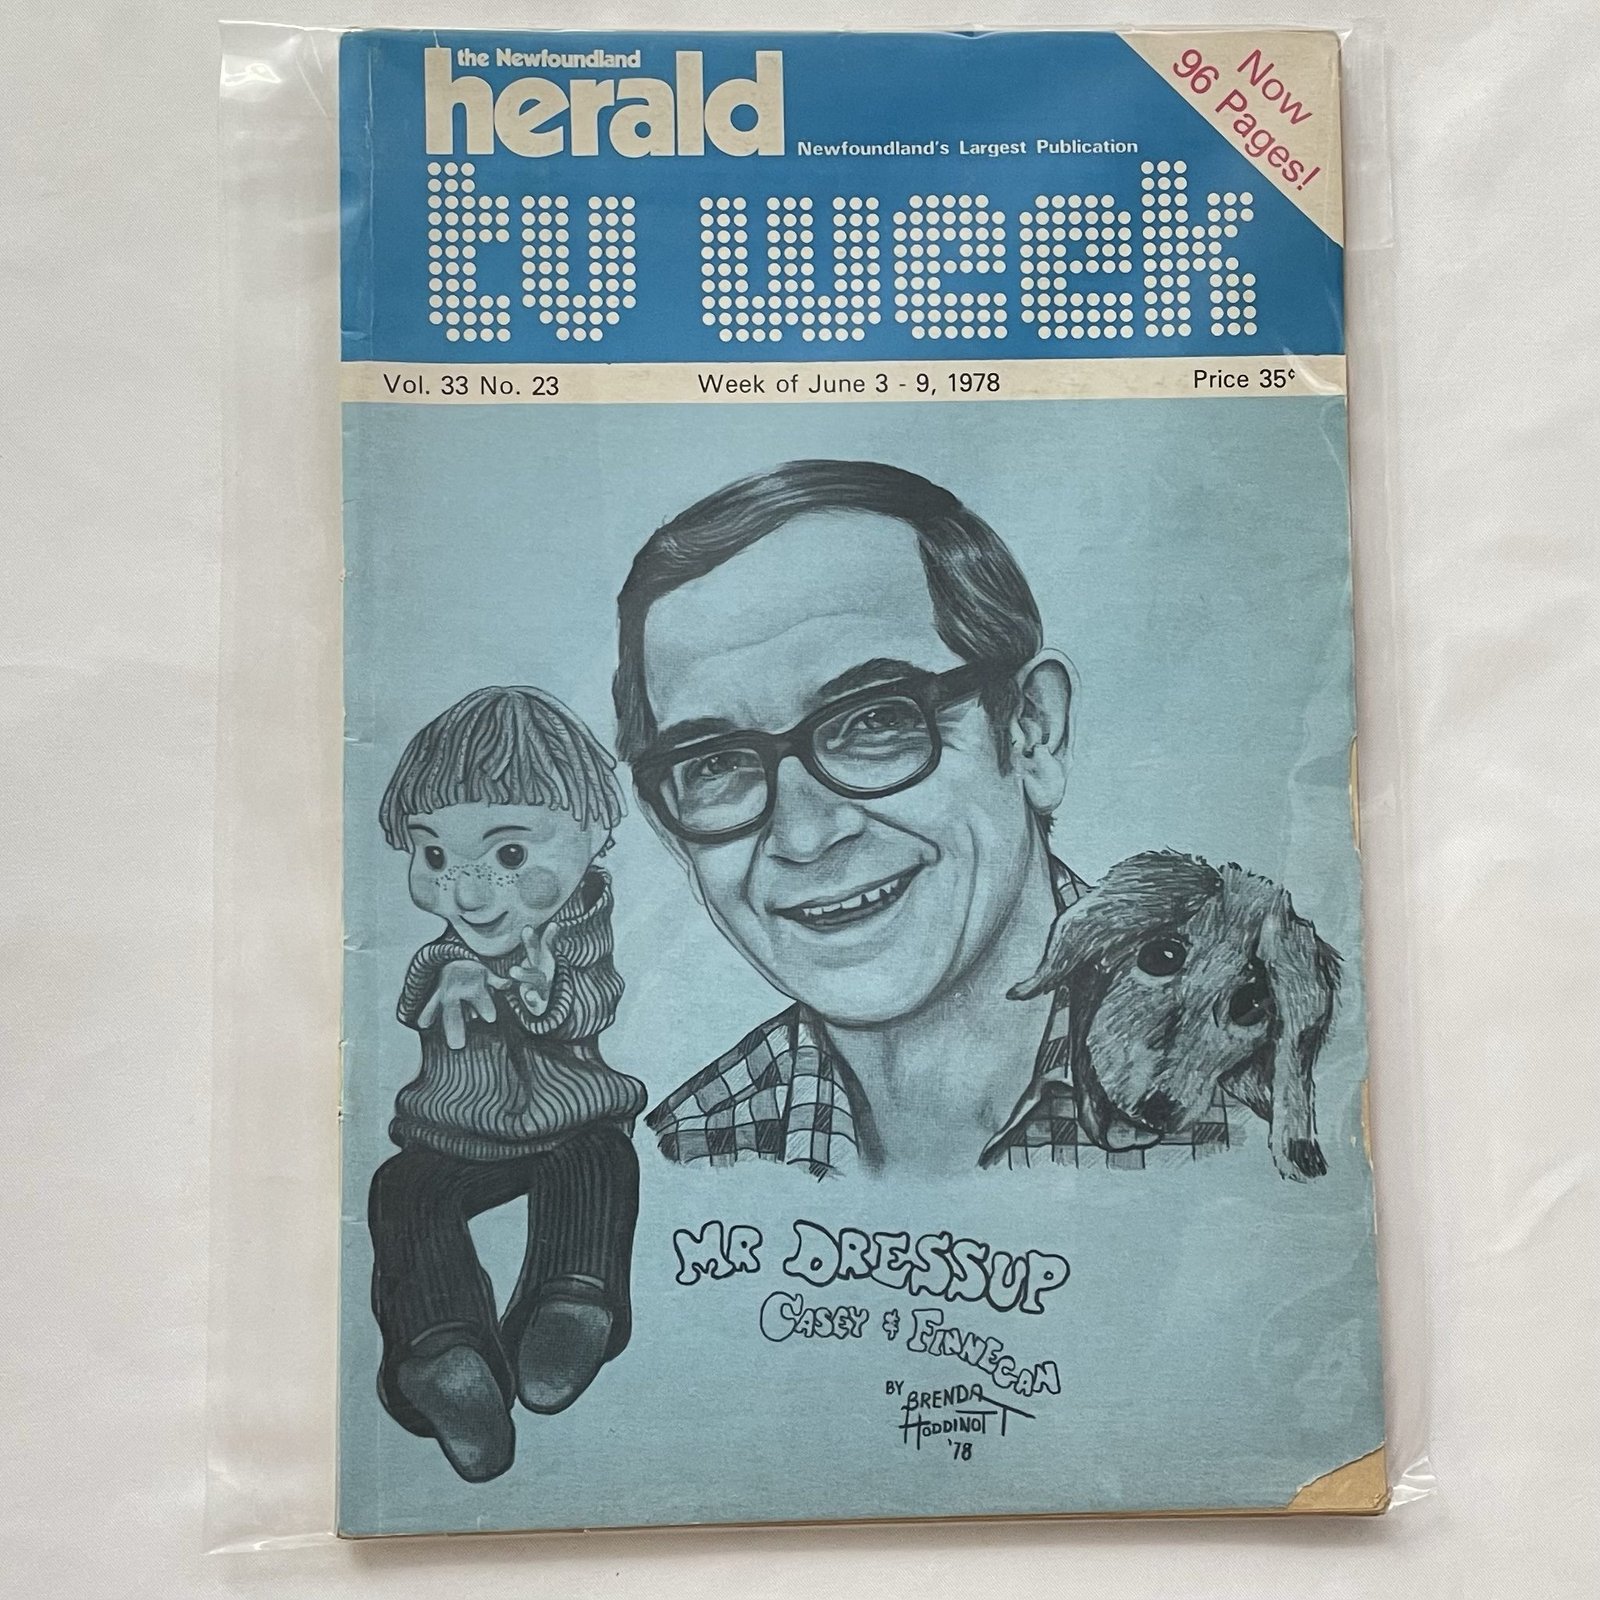 the Newfoundland
herald
Newfoundland's Largest Publication
Now
96 Pages!
tv week
Vol. 33 No. 23 Week of June 3 - 9, 1978 Price 35¢
MR DRESSUP
CASEY & FINNEGAN
BY BRENDA
HODDINOTT
'78